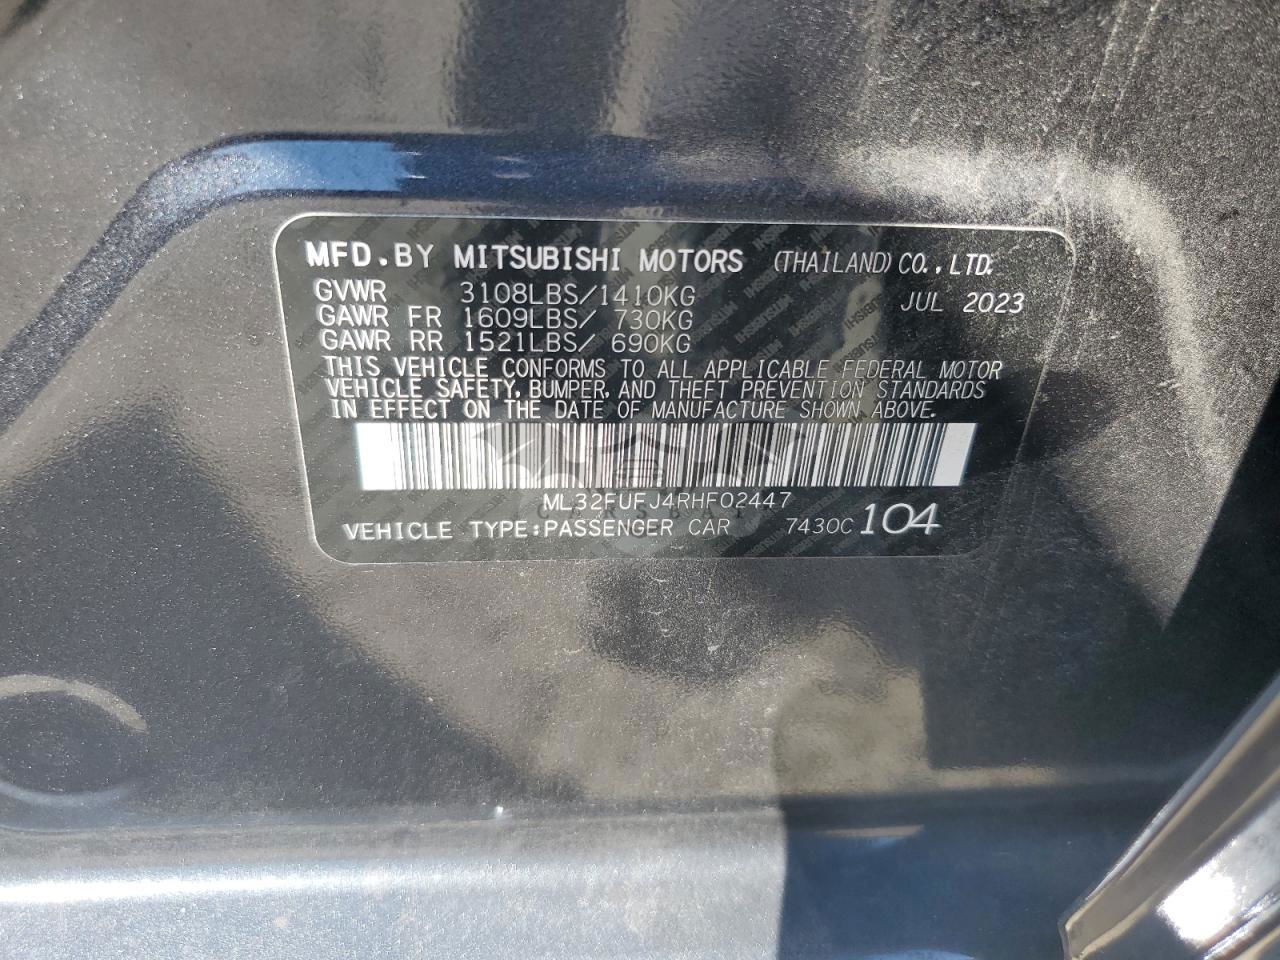 MFD.BY MITSUBISHI MOTORS (THAILAND) CO.,LTD.
GVWR 3108LBS/1410KG JUL 2023
GAWR FR 1609LBS/ 730KG
GAWR RR 1521LBS/ 690KG
THIS VEHICLE CONFORMS TO ALL APPLICABLE FEDERAL MOTOR
VEHICLE SAFETY, BUMPER, AND THEFT PREVENTION STANDARDS
IN EFFECT ON THE DATE OF MANUFACTURE SHOWN ABOVE.
ML32FUFJ4RHF02447
VEHICLE TYPE:PASSENGER CAR 7430C 104